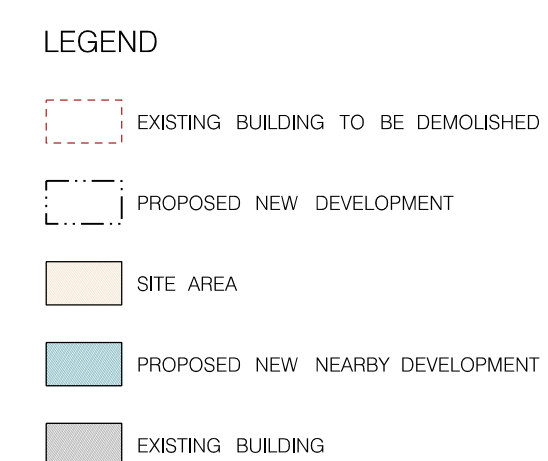 LEGEND
EXISTING BUILDING TO BE DEMOLISHED
PROPOSED NEW DEVELOPMENT
SITE AREA
PROPOSED NEW NEARBY DEVELOPMENT
EXISTING BUILDING